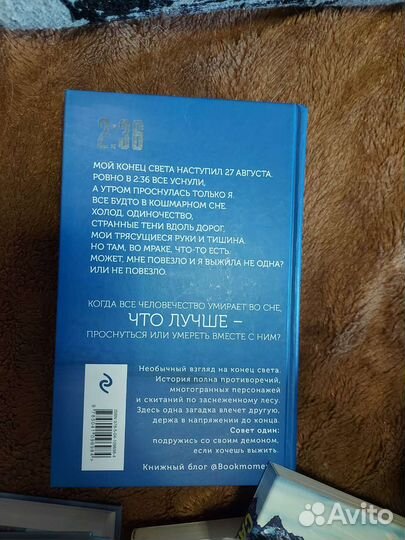 2:36
МОЙ КОНЕЦ СВЕТА НАСТУПИЛ 27 АВГУСТА.
РОВНО В 2:36 ВСЕ УСНУЛИ,
А УТРОМ ПРОСНУЛАСЬ ТОЛЬКО Я.
ВСЕ БУДТО В КОШМАРНОМ СНЕ.
ХОЛОД, ОДИНОЧЕСТВО,
СТРАННЫЕ ТЕНИ ВДОЛЬ ДОРОГ.
МОИ ТРЯСУЩИЕСЯ РУКИ И ТИШИНА.
НО ТАМ, ВО МРАКЕ, ЧТО-ТО ЕСТЬ.
МОЖЕТ, МНЕ ПОВЕЗЛО И Я ВЫЖИЛА НЕ ОДНА?
ИЛИ НЕ ПОВЕЗЛО.
КОГДА ВСЕ ЧЕЛОВЕЧЕСТВО УМИРАЕТ ВО СНЕ,
ЧТО ЛУЧШЕ –
ПРОСНУТЬСЯ ИЛИ УМЕРЕТЬ ВМЕСТЕ С НИМ?
Необычный взгляд на конец света.
История полна противоречий,
многогранных персонажей
и скитаний по заснеженному лесу.
Здесь одна загадка влечет другую,
держа в напряжении до конца.
Совет один:
подружись со своим демоном,
если хочешь выжить.
Книжный блог @Bookmome
Avito